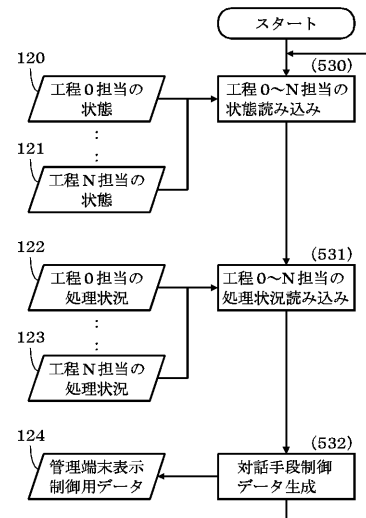 スタート
(530)
120
工程0担当の
状態
工程0～N担当の
状態読み込み
：
：
121
工程N担当の
状態
(531)
122
工程0担当の
処理状況
工程0～N担当の
処理状況読み込み
：
：
123
工程N担当の
処理状況
(532)
124
管理端末表示
制御用データ
対話手段制御
データ生成